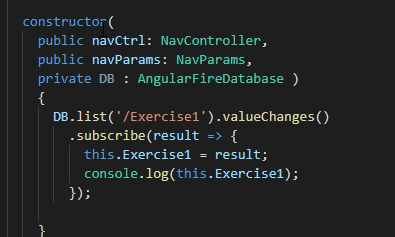 constructor(
public navCtrl: NavController,
public navParams: NavParams,
private DB : AngularFireDatabase )
{
DB.list('/Exercise1').valueChanges()
.subscribe(result => {
this.Exercise1 = result;
console.log(this.Exercise1);
});
}